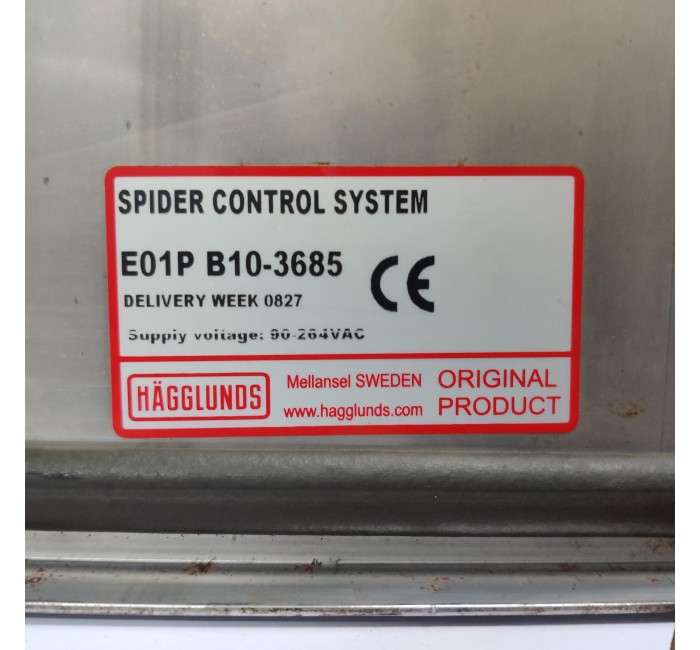 SPIDER CONTROL SYSTEM
E01P B10-3685
CE
DELIVERY WEEK 0827
Supply voltage: 90-264VAC
HÄGGLUNDS
Mellansel SWEDEN
www.hagglunds.com
ORIGINAL
PRODUCT